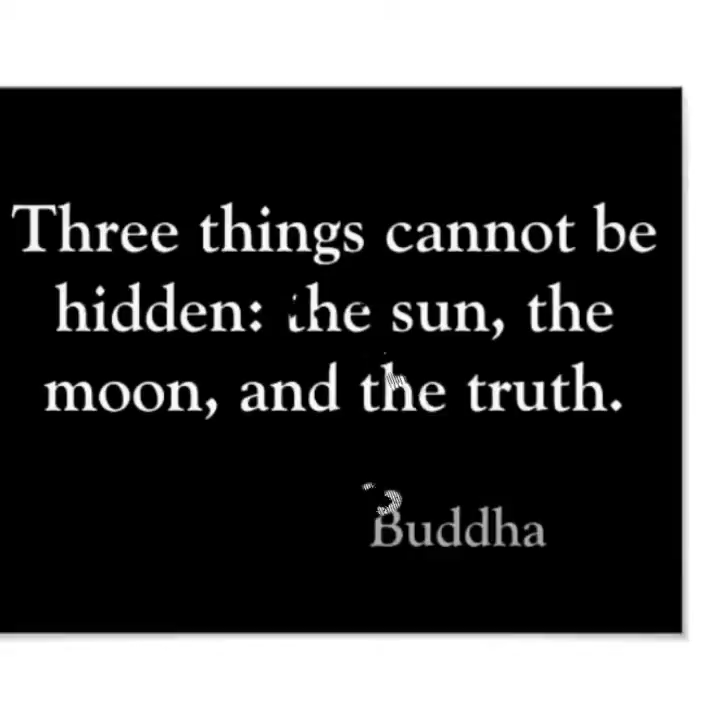 Three things cannot be
hidden: the sun, the
moon, and the truth.
Buddha